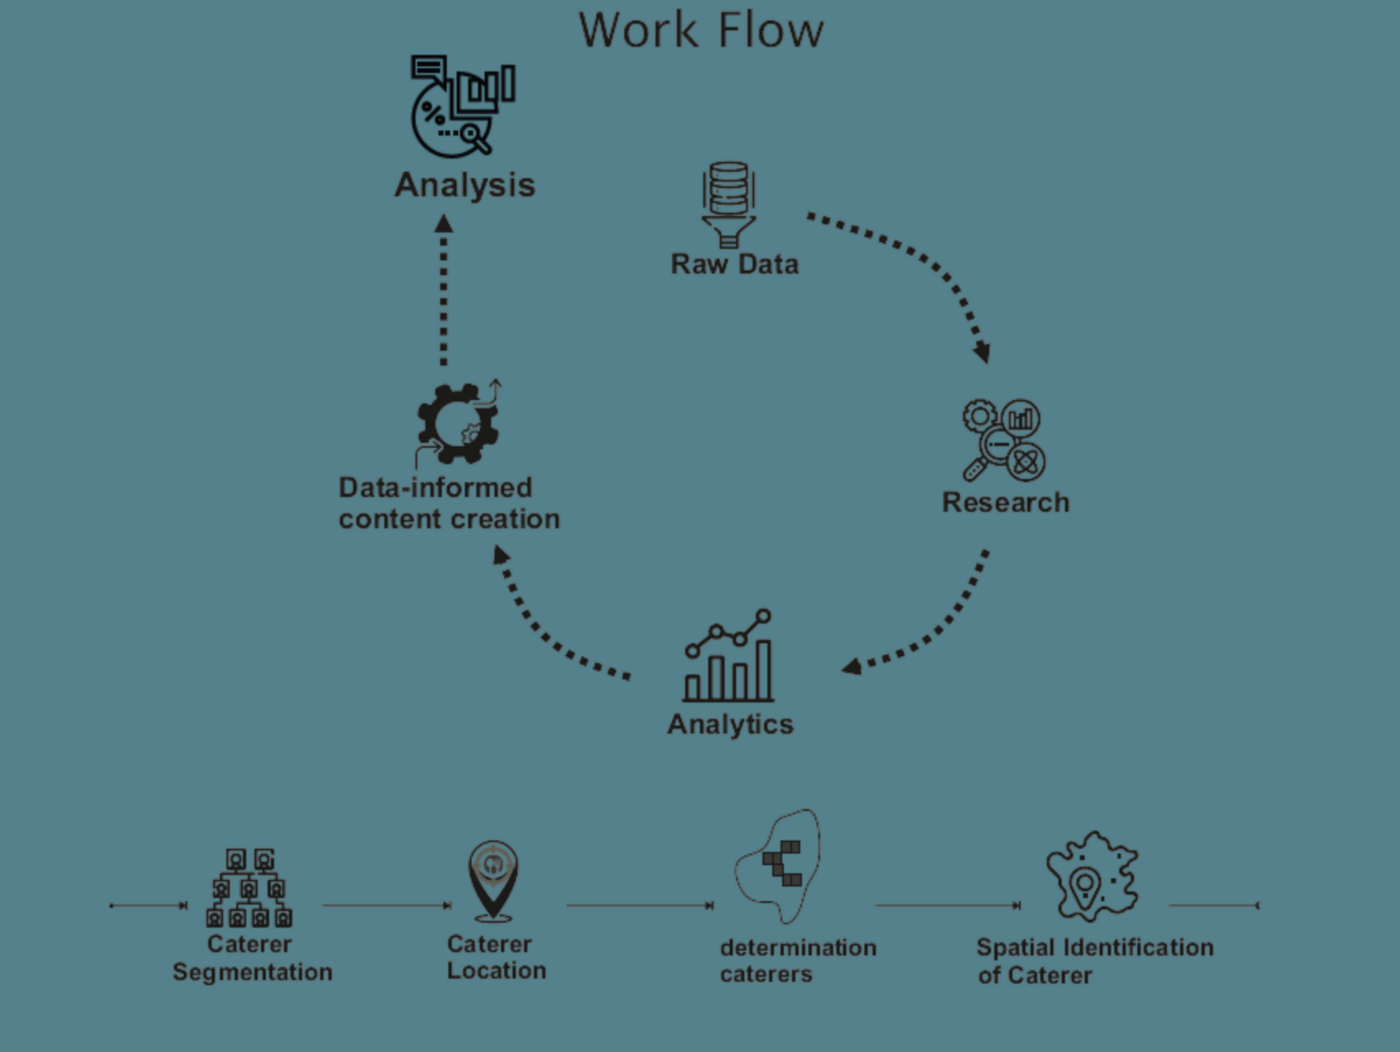 Work Flow
Analysis
Raw Data
Research
Data-informed
content creation
Analytics
Caterer
Segmentation
Caterer
Location
determination
caterers
Spatial Identification
of Caterer